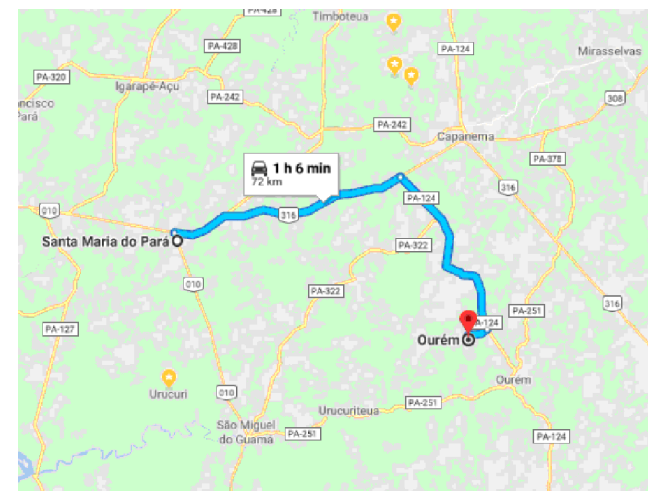 Timboteua
PA-428
PA-124
Mirasselvas
PA-320
Igarapé-Açu
PA-242
308
ncisco
Pará
PA-242
Capanema
PA-378
1 h 6 min
72 km
316
PA-124
010
316
Santa Maria do Pará
PA-322
010
PA-322
316
PA-251
PA-127
A-124
Ourém
Ourém
Urucuri
010
Urucuriteua
PA-251
São Miguel
do Guamá
PA-251
PA-124